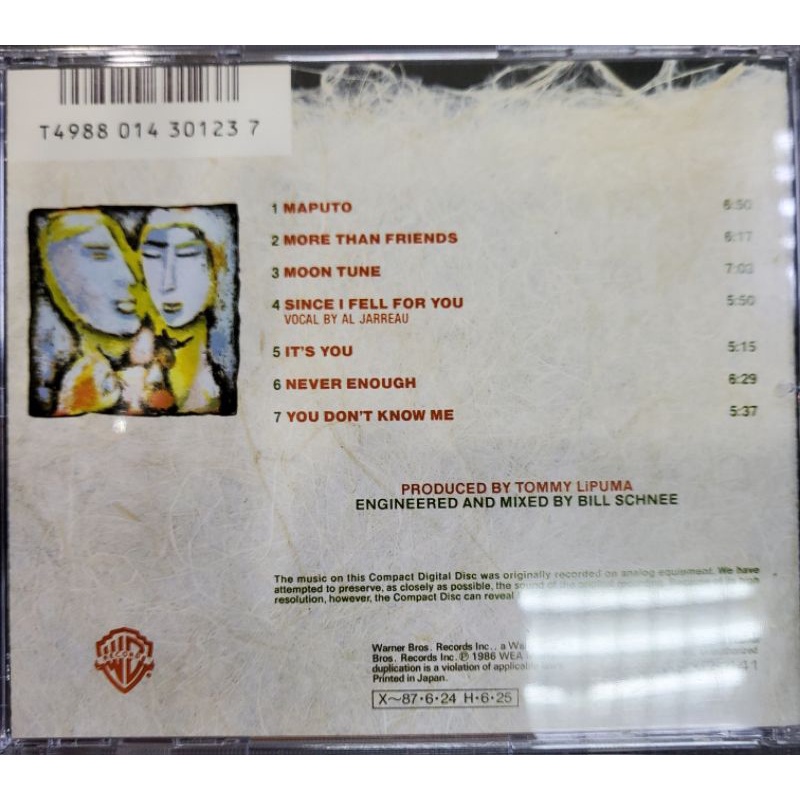 T4988 014 30123 7
1 MAPUTO 6:50
2 MORE THAN FRIENDS 6:17
3 MOON TUNE 7:03
4 SINCE I FELL FOR YOU 5:50
VOCAL BY AL JARREAU
5 IT'S YOU 5:15
6 NEVER ENOUGH 6:29
7 YOU DON'T KNOW ME 5:37
PRODUCED BY TOMMY LiPUMA
ENGINEERED AND MIXED BY BILL SCHNEE
The music on this Compact Digital Disc was originally recorded on analog equipment. We have
attempted to preserve, as closely as possible, the sound of the original
resolution, however, the Compact Disc can reveal
RECORDS
Warner Bros. Records Inc., a
Bros. Records Inc. ℗ 1986 WEA
duplication is a violation of applicable
Printed in Japan.
X~87·6·24 H·6·25